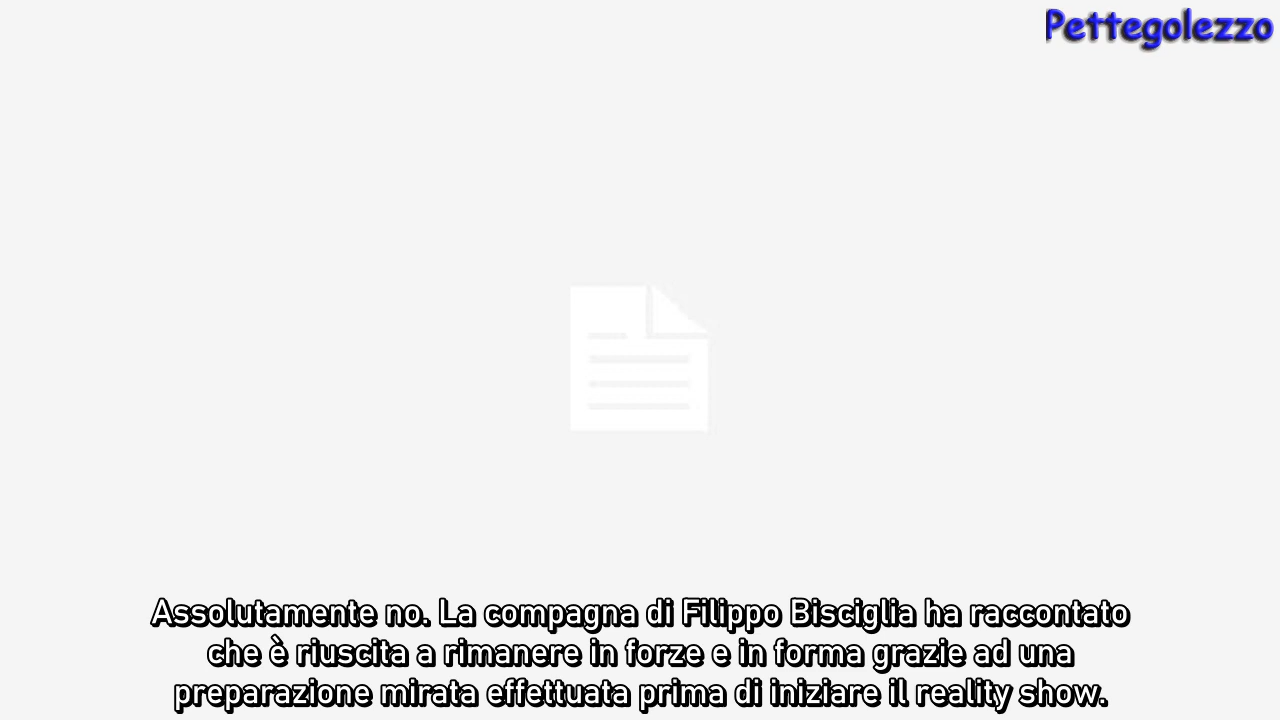 Pettegolezzo
Assolutamente no. La compagna di Filippo Bisciglia ha raccontato
che è riuscita a rimanere in forze e in forma grazie ad una
preparazione mirata effettuata prima di iniziare il reality show.